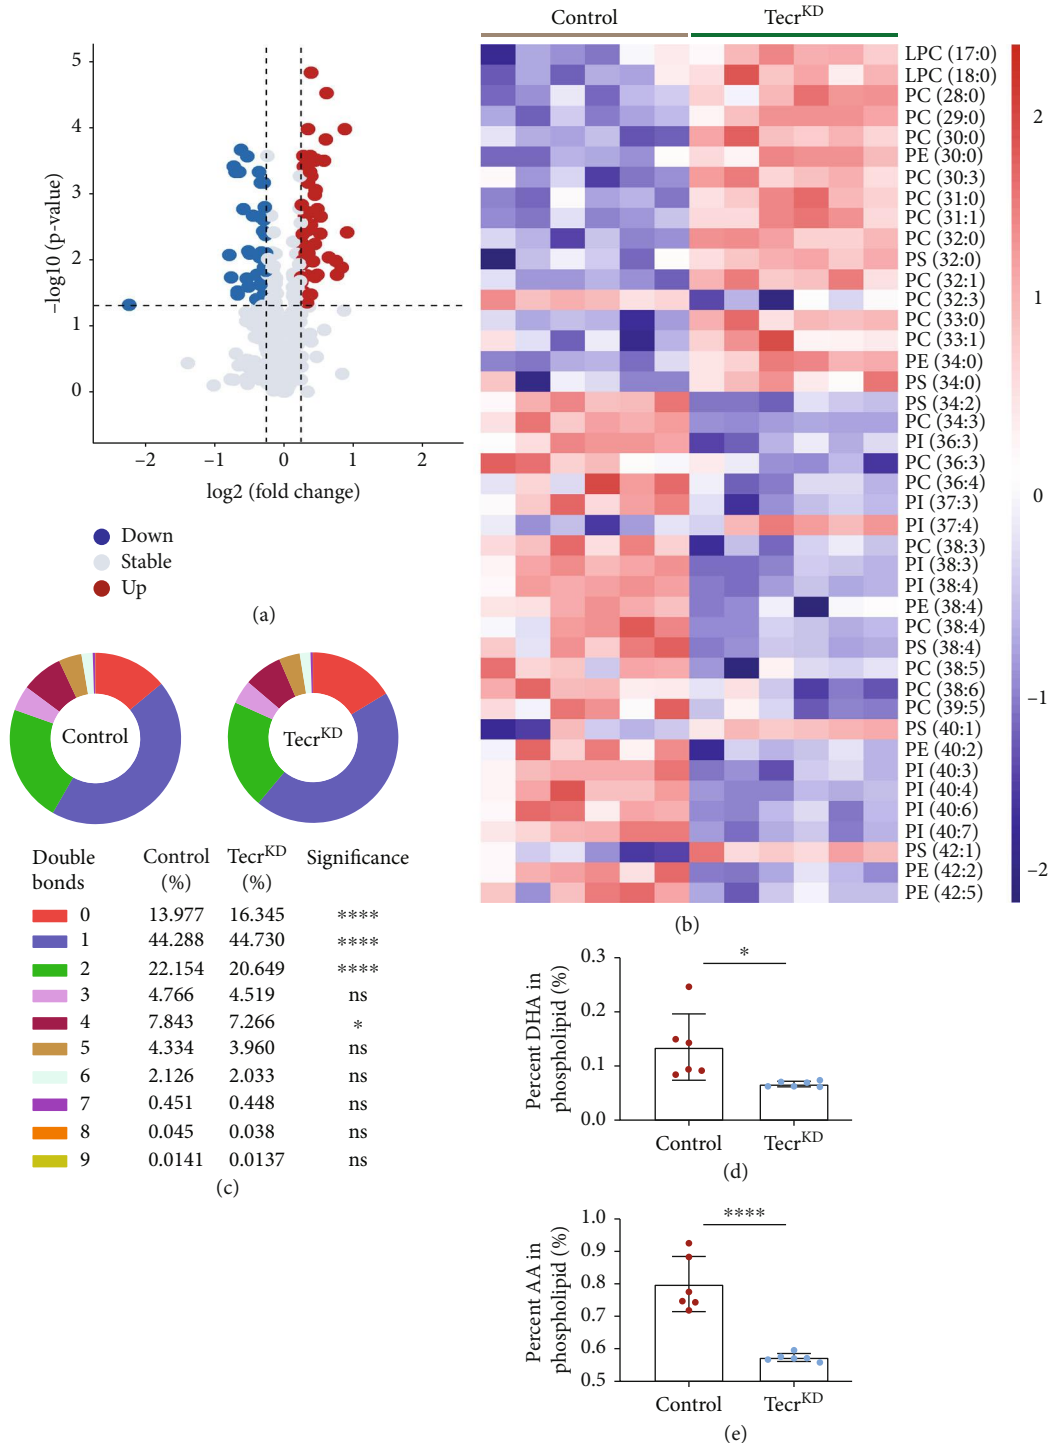 Control
Tecr^KD
5
4
3
2
1
0
−log10 (p-value)
−2
−1
0
1
2
log2 (fold change)
Down
Stable
Up
(a)
LPC (17:0)
LPC (18:0)
PC (28:0)
PC (29:0)
PC (30:0)
PE (30:0)
PC (30:3)
PC (31:0)
PC (31:1)
PC (32:0)
PS (32:0)
PC (32:1)
PC (32:3)
PC (33:0)
PC (33:1)
PE (34:0)
PS (34:0)
PS (34:2)
PC (34:3)
PI (36:3)
PC (36:3)
PC (36:4)
PI (37:3)
PI (37:4)
PC (38:3)
PI (38:3)
PI (38:4)
PE (38:4)
PC (38:4)
PS (38:4)
PC (38:5)
PC (38:6)
PC (39:5)
PS (40:1)
PE (40:2)
PI (40:3)
PI (40:4)
PI (40:6)
PI (40:7)
PS (42:1)
PE (42:2)
PE (42:5)
2
1
0
−1
−2
(b)
Control
Tecr^KD
Double bonds Control (%) Tecr^KD (%) Significance
0 13.977 16.345 ****
1 44.288 44.730 ****
2 22.154 20.649 ****
3 4.766 4.519 ns
4 7.843 7.266 *
5 4.334 3.960 ns
6 2.126 2.033 ns
7 0.451 0.448 ns
8 0.045 0.038 ns
9 0.0141 0.0137 ns
(c)
Percent DHA in
phospholipid (%)
0.3
0.2
0.1
0.0
*
Control
Tecr^KD
(d)
Percent AA in
phospholipid (%)
1.0
0.9
0.8
0.7
0.6
0.5
****
Control
Tecr^KD
(e)